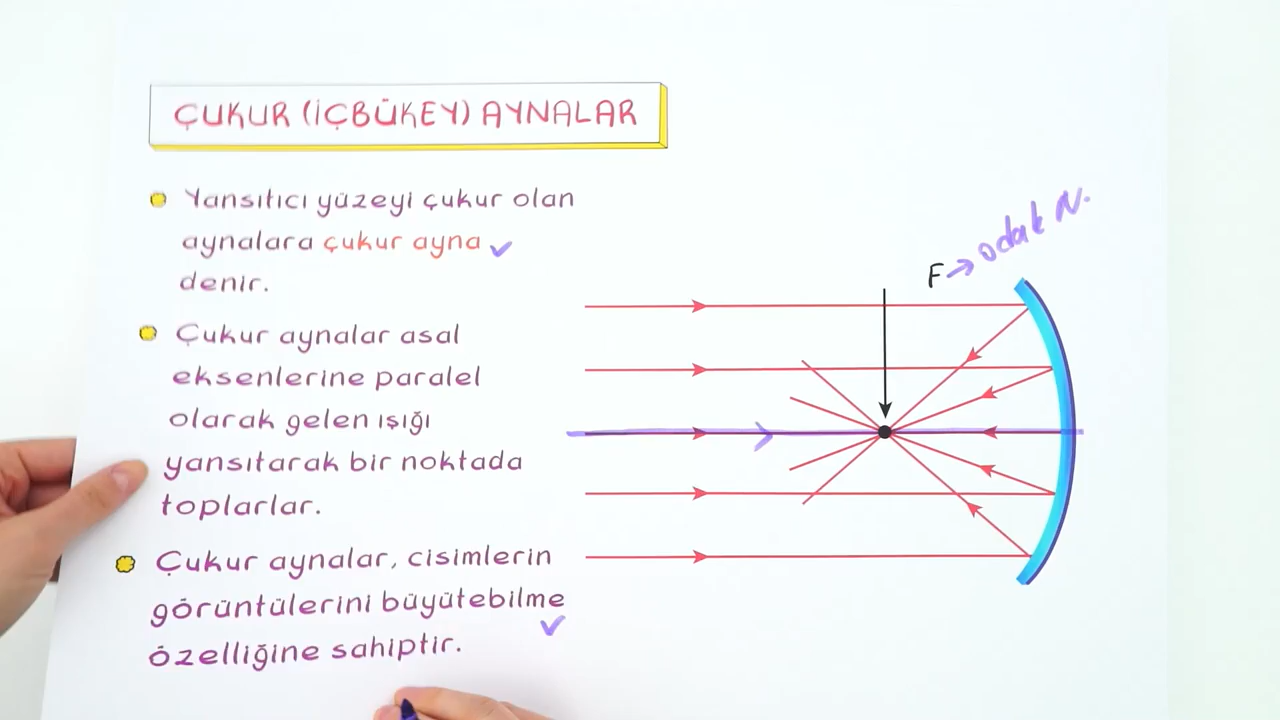 ÇUKUR (İÇBÜKEY) AYNALAR
Yansıtıcı yüzeyi çukur olan
aynalara çukur ayna
denir.
Çukur aynalar asal
eksenlerine paralel
olarak gelen ışığı
yansıtarak bir noktada
toplarlar.
Çukur aynalar, cisimlerin
görüntülerini büyütebilme
özelliğine sahiptir.
F → odak N.